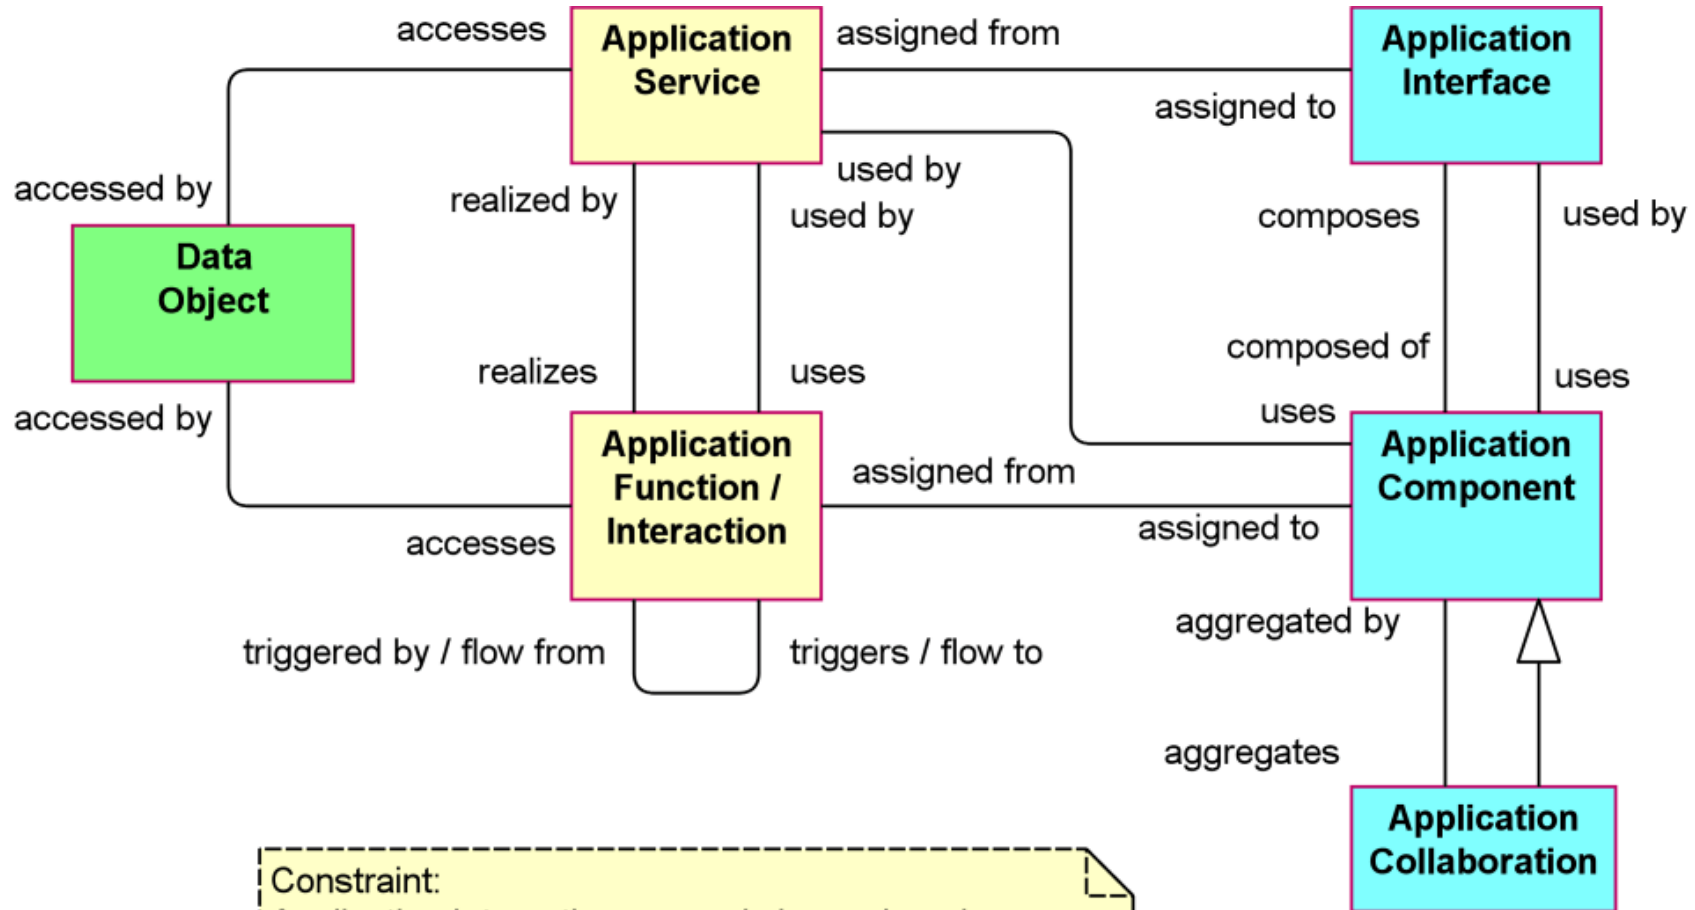 accesses
Application
Service
assigned from
Application
Interface
assigned to
accessed by
realized by
used by
used by
composes
used by
Data
Object
composed of
realizes
uses
uses
uses
accessed by
Application
Function /
Interaction
assigned from
Application
Component
accesses
assigned to
aggregated by
triggered by / flow from
triggers / flow to
aggregates
Application
Collaboration
Constraint: